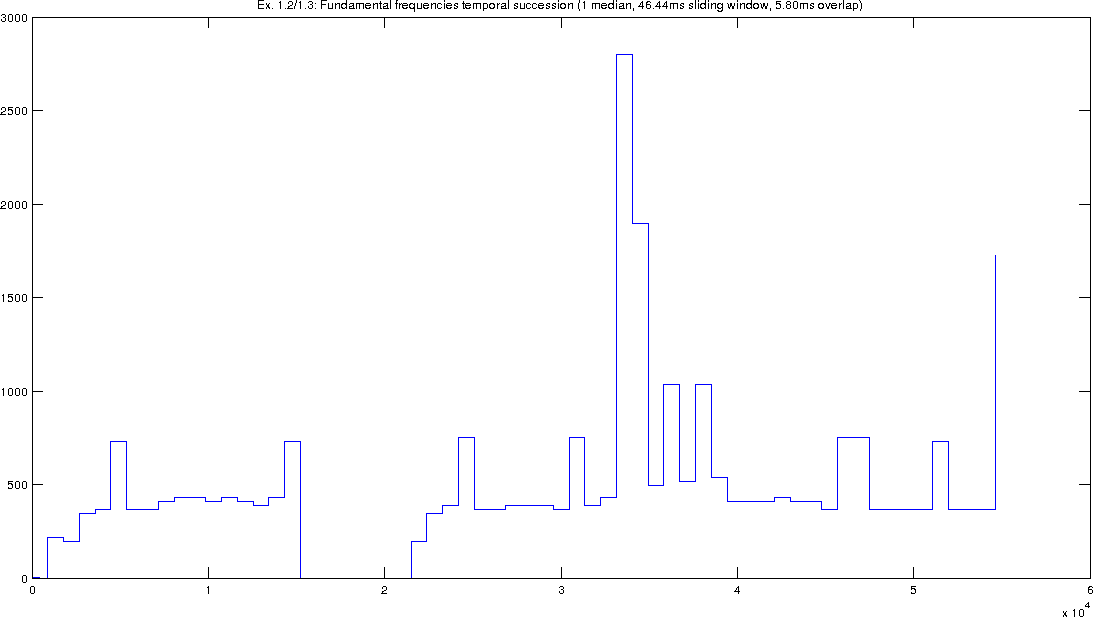 Ex. 1.2/1.3: Fundamental frequencies temporal succession (1 median, 46.44ms sliding window, 5.80ms overlap)
3000
2500
2000
1500
1000
500
0
0 1 2 3 4 5 6
x 10^4